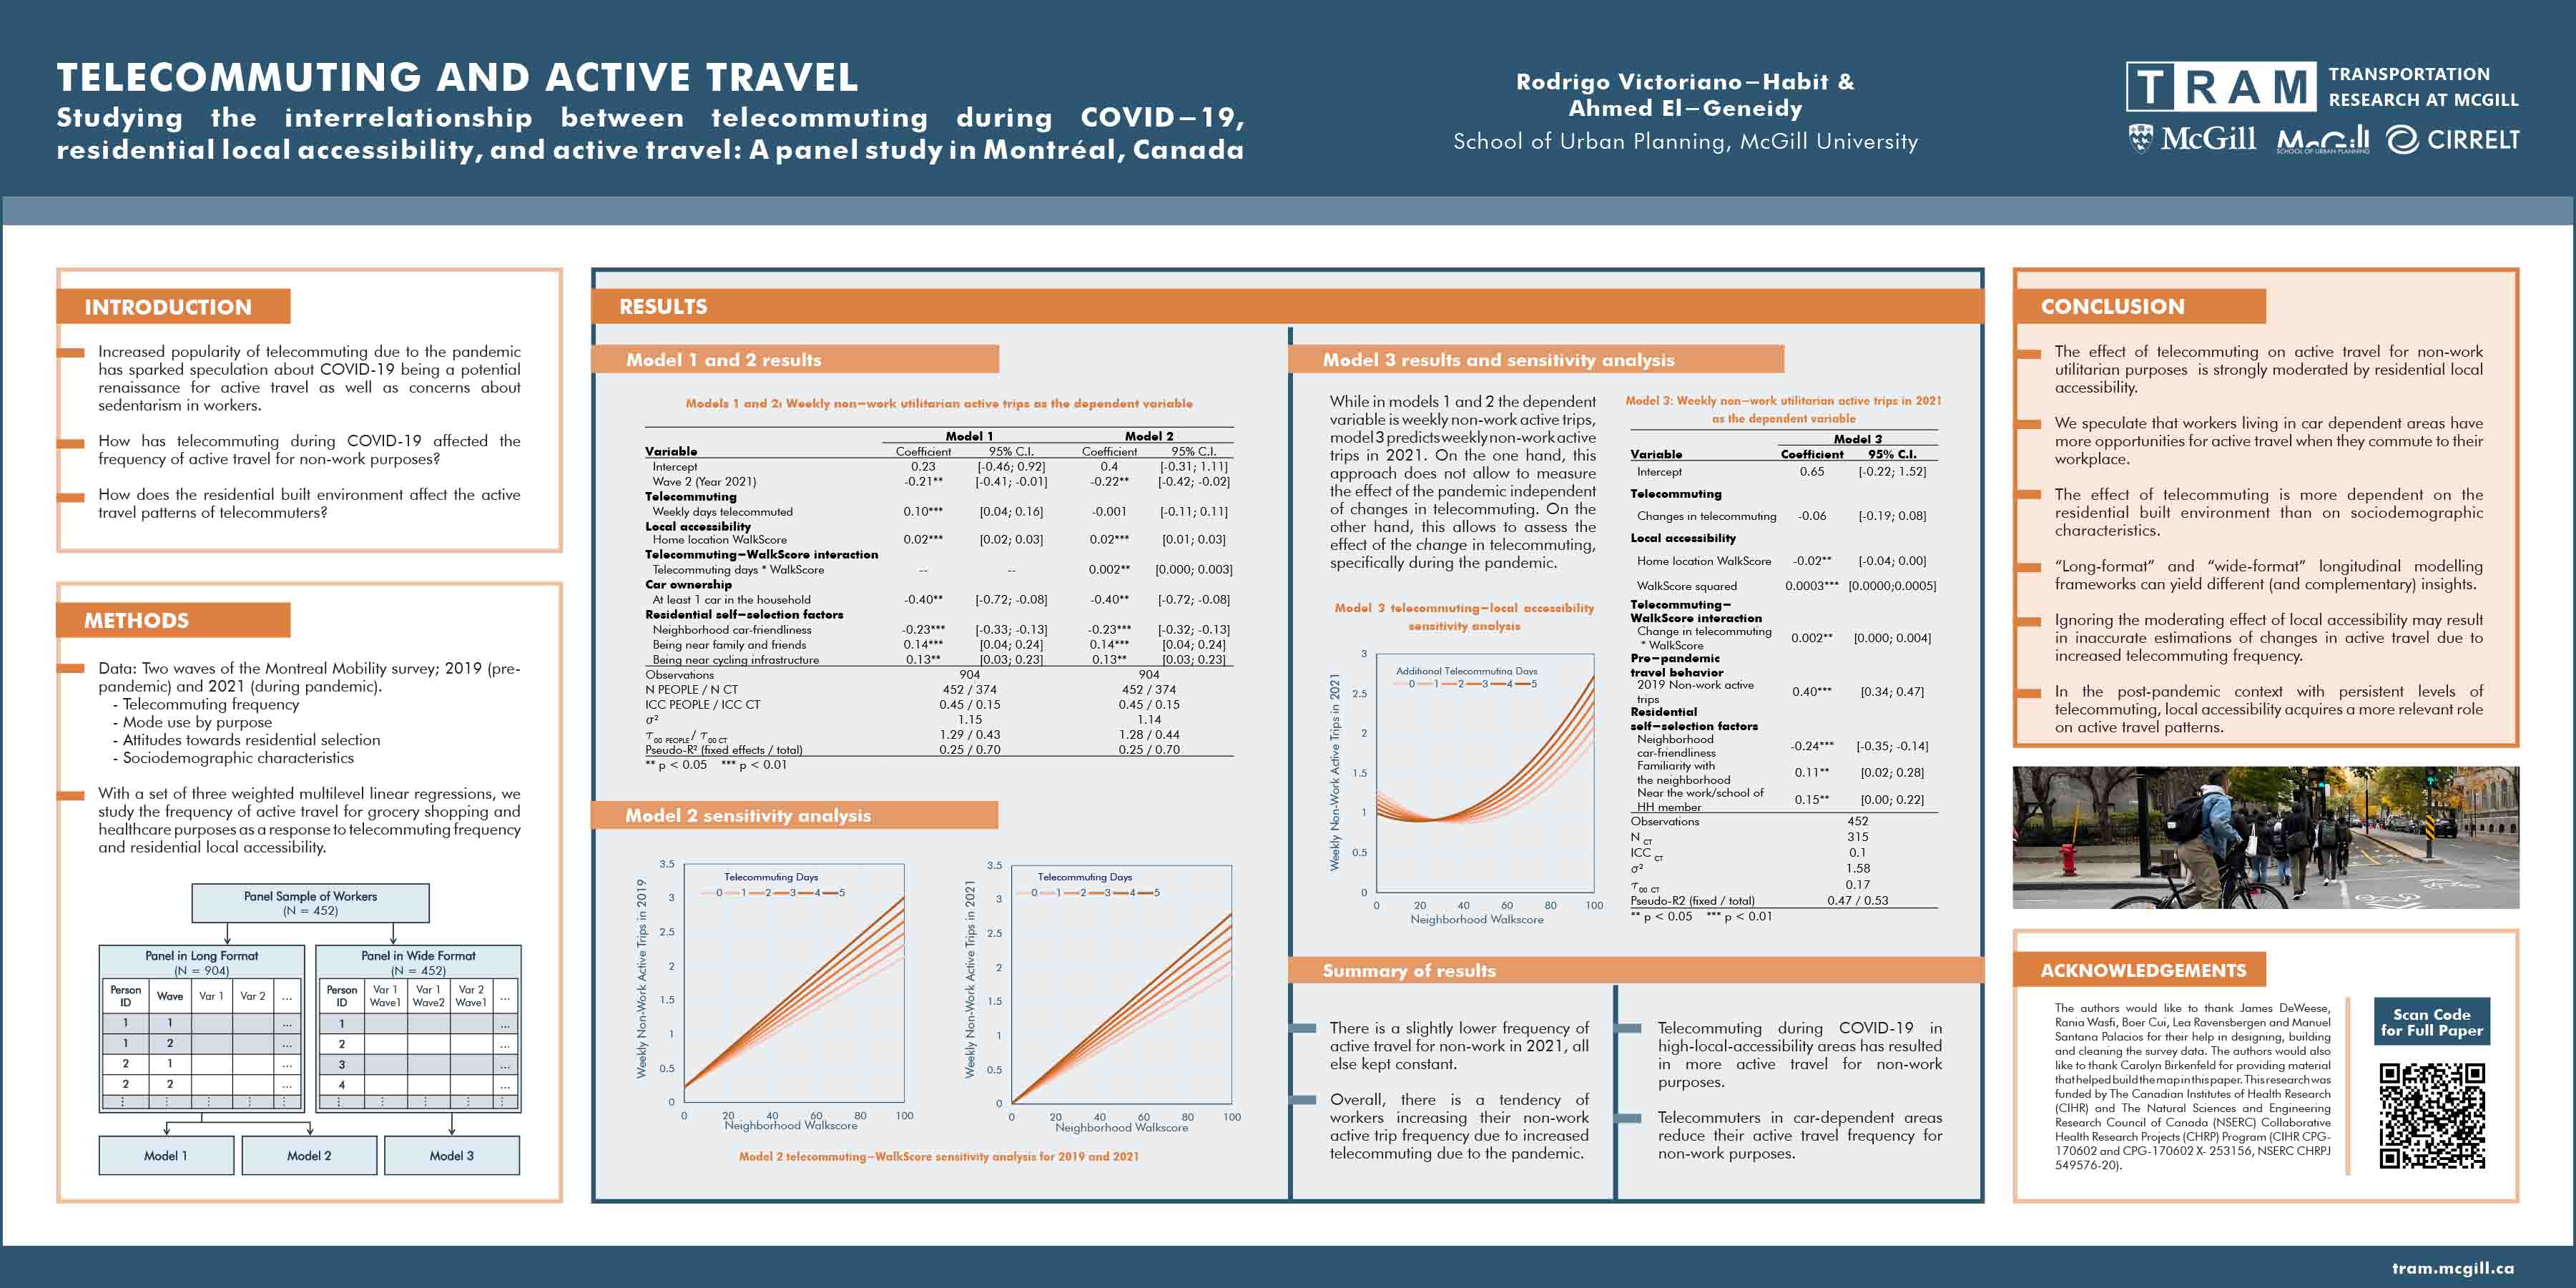 TELECOMMUTING AND ACTIVE TRAVEL
Studying the interrelationship between telecommuting during COVID–19,
residential local accessibility, and active travel: A panel study in Montréal, Canada
Rodrigo Victoriano–Habit &
Ahmed El–Geneidy
School of Urban Planning, McGill University
TRAM
TRANSPORTATION
RESEARCH AT MCGILL
McGill
McGill
SCHOOL OF URBAN PLANNING
CIRRELT
INTRODUCTION
Increased popularity of telecommuting due to the pandemic
has sparked speculation about COVID-19 being a potential
renaissance for active travel as well as concerns about
sedentarism in workers.
How has telecommuting during COVID-19 affected the
frequency of active travel for non-work purposes?
How does the residential built environment affect the active
travel patterns of telecommuters?
METHODS
Data: Two waves of the Montreal Mobility survey; 2019 (pre-
pandemic) and 2021 (during pandemic).
- Telecommuting frequency
- Mode use by purpose
- Attitudes towards residential selection
- Sociodemographic characteristics
With a set of three weighted multilevel linear regressions, we
study the frequency of active travel for grocery shopping and
healthcare purposes as a response to telecommuting frequency
and residential local accessibility.
Panel Sample of Workers
(N = 452)
Panel in Long Format
(N = 904)
Person ID Wave Var 1 Var 2 ...
1 1 ...
1 2 ...
2 1 ...
2 2 ...
⋮ ⋮ ⋮ ⋮ ⋮
Panel in Wide Format
(N = 452)
Person ID Var 1 Wave1 Var 1 Wave2 Var 2 Wave1 ...
1 ...
2 ...
3 ...
4 ...
⋮ ⋮ ⋮ ⋮ ⋮
Model 1
Model 2
Model 3
RESULTS
Model 1 and 2 results
Models 1 and 2: Weekly non–work utilitarian active trips as the dependent variable
Model 1 Model 2
Variable Coefficient 95% C.I. Coefficient 95% C.I.
Intercept 0.23 [-0.46; 0.92] 0.4 [-0.31; 1.11]
Wave 2 (Year 2021) -0.21** [-0.41; -0.01] -0.22** [-0.42; -0.02]
Telecommuting
Weekly days telecommuted 0.10*** [0.04; 0.16] -0.001 [-0.11; 0.11]
Local accessibility
Home location WalkScore 0.02*** [0.02; 0.03] 0.02*** [0.01; 0.03]
Telecommuting–WalkScore interaction
Telecommuting days * WalkScore -- -- 0.002** [0.000; 0.003]
Car ownership
At least 1 car in the household -0.40** [-0.72; -0.08] -0.40** [-0.72; -0.08]
Residential self–selection factors
Neighborhood car-friendliness -0.23*** [-0.33; -0.13] -0.23*** [-0.32; -0.13]
Being near family and friends 0.14*** [0.04; 0.24] 0.14*** [0.04; 0.24]
Being near cycling infrastructure 0.13** [0.03; 0.23] 0.13** [0.03; 0.23]
Observations 904 904
N PEOPLE / N CT 452 / 374 452 / 374
ICC PEOPLE / ICC CT 0.45 / 0.15 0.45 / 0.15
σ² 1.15 1.14
τ 00 PEOPLE / τ 00 CT 1.29 / 0.43 1.28 / 0.44
Pseudo-R² (fixed effects / total) 0.25 / 0.70 0.25 / 0.70
** p < 0.05 *** p < 0.01
Model 2 sensitivity analysis
Weekly Non-Work Active Trips in 2019
Telecommuting Days
0 1 2 3 4 5
3.5
3
2.5
2
1.5
1
0.5
0
0 20 40 60 80 100
Neighborhood Walkscore
Weekly Non-Work Active Trips in 2021
Telecommuting Days
0 1 2 3 4 5
3.5
3
2.5
2
1.5
1
0.5
0
0 20 40 60 80 100
Neighborhood Walkscore
Model 2 telecommuting–WalkScore sensitivity analysis for 2019 and 2021
Model 3 results and sensitivity analysis
While in models 1 and 2 the dependent
variable is weekly non-work active trips,
model 3 predicts weekly non-work active
trips in 2021. On the one hand, this
approach does not allow to measure
the effect of the pandemic independent
of changes in telecommuting. On the
other hand, this allows to assess the
effect of the change in telecommuting,
specifically during the pandemic.
Model 3 telecommuting–local accessibility
sensitivity analysis
Weekly Non-Work Active Trips in 2021
Additional Telecommuting Days
0 1 2 3 4 5
3
2.5
2
1.5
1
0.5
0
0 20 40 60 80 100
Neighborhood Walkscore
Model 3: Weekly non–work utilitarian active trips in 2021
as the dependent variable
Model 3
Variable Coefficient 95% C.I.
Intercept 0.65 [-0.22; 1.52]
Telecommuting
Changes in telecommuting -0.06 [-0.19; 0.08]
Local accessibility
Home location WalkScore -0.02** [-0.04; 0.00]
WalkScore squared 0.0003*** [0.0000;0.0005]
Telecommuting–
WalkScore interaction
Change in telecommuting
* WalkScore 0.002** [0.000; 0.004]
Pre–pandemic
travel behavior
2019 Non-work active
trips 0.40*** [0.34; 0.47]
Residential
self–selection factors
Neighborhood
car-friendliness -0.24*** [-0.35; -0.14]
Familiarity with
the neighborhood 0.11** [0.02; 0.28]
Near the work/school of
HH member 0.15** [0.00; 0.22]
Observations 452
N CT 315
ICC CT 0.1
σ² 1.58
τ 00 CT 0.17
Pseudo-R2 (fixed / total) 0.47 / 0.53
** p < 0.05 *** p < 0.01
Summary of results
There is a slightly lower frequency of
active travel for non-work in 2021, all
else kept constant.
Overall, there is a tendency of
workers increasing their non-work
active trip frequency due to increased
telecommuting due to the pandemic.
Telecommuting during COVID-19 in
high-local-accessibility areas has resulted
in more active travel for non-work
purposes.
Telecommuters in car-dependent areas
reduce their active travel frequency for
non-work purposes.
CONCLUSION
The effect of telecommuting on active travel for non-work
utilitarian purposes is strongly moderated by residential local
accessibility.
We speculate that workers living in car dependent areas have
more opportunities for active travel when they commute to their
workplace.
The effect of telecommuting is more dependent on the
residential built environment than on sociodemographic
characteristics.
“Long-format” and “wide-format” longitudinal modelling
frameworks can yield different (and complementary) insights.
Ignoring the moderating effect of local accessibility may result
in inaccurate estimations of changes in active travel due to
increased telecommuting frequency.
In the post-pandemic context with persistent levels of
telecommuting, local accessibility acquires a more relevant role
on active travel patterns.
ACKNOWLEDGEMENTS
The authors would like to thank James DeWeese,
Rania Wasfi, Boer Cui, Lea Ravensbergen and Manuel
Santana Palacios for their help in designing, building
and cleaning the survey data. The authors would also
like to thank Carolyn Birkenfeld for providing material
that helped build the map in this paper. This research was
funded by The Canadian Institutes of Health Research
(CIHR) and The Natural Sciences and Engineering
Research Council of Canada (NSERC) Collaborative
Health Research Projects (CHRP) Program (CIHR CPG-
170602 and CPG-170602 X- 253156, NSERC CHRPJ
549576-20).
Scan Code
for Full Paper
tram.mcgill.ca